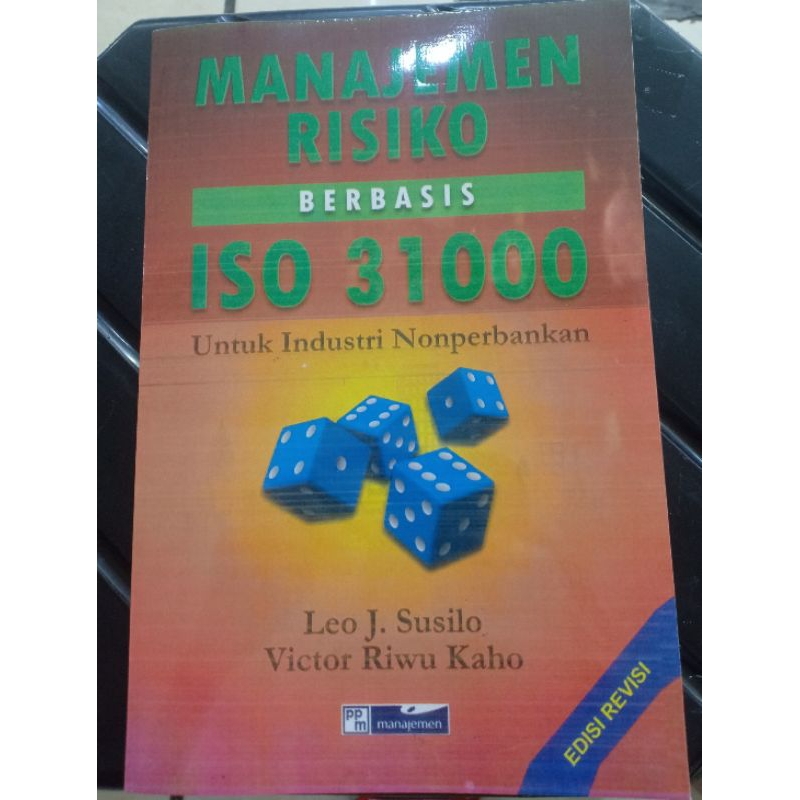 MANAJEMEN
RISIKO
BERBASIS
ISO 31000
Untuk Industri Nonperbankan
Leo J. Susilo
Victor Riwu Kaho
ppm manajemen
EDISI REVISI